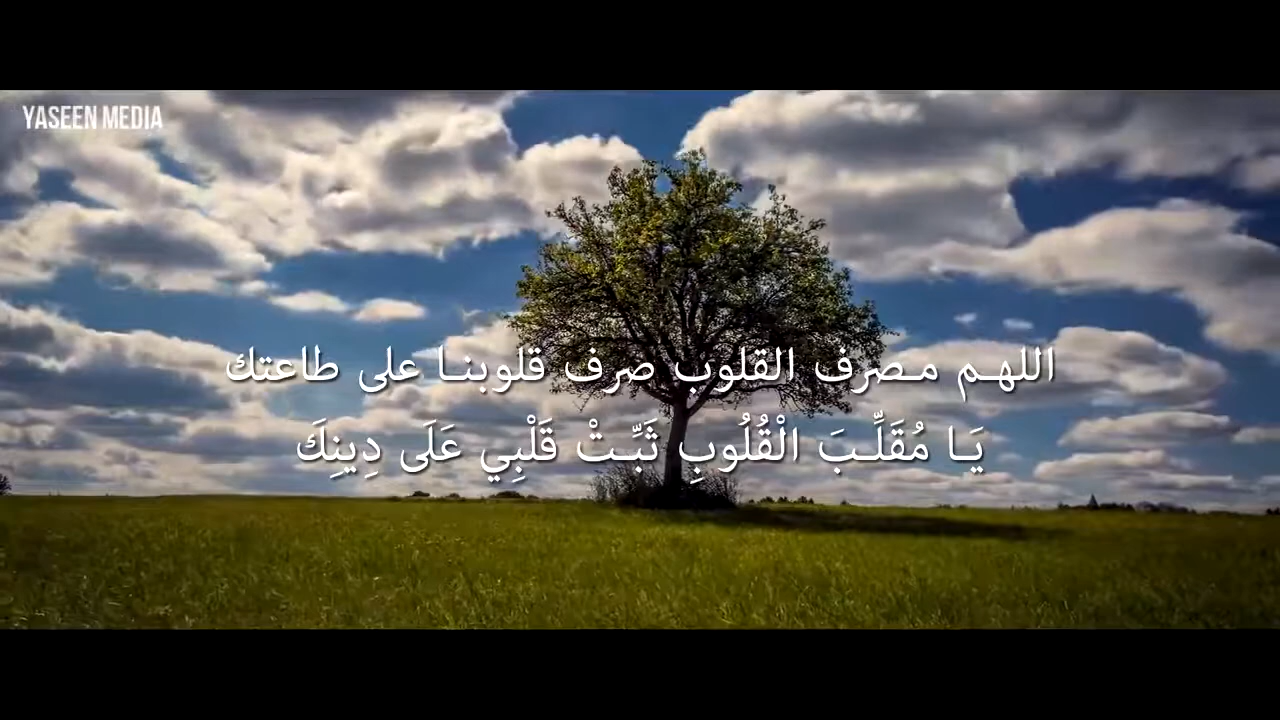 YASEEN MEDIA
اللهم مصرف القلوب صرف قلوبنا على طاعتك
يَا مُقَلِّبَ الْقُلُوبِ ثَبِّتْ قَلْبِي عَلَى دِينِكَ